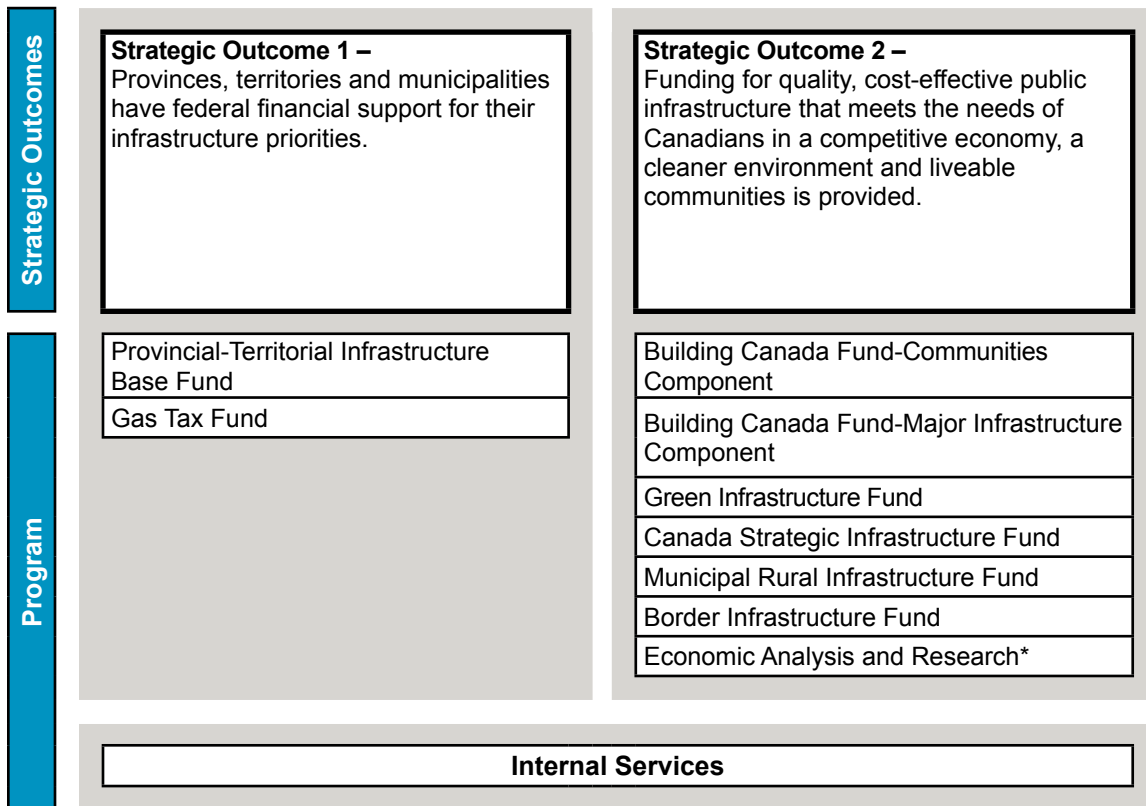 Strategic Outcomes
Strategic Outcome 1 –
Provinces, territories and municipalities
have federal financial support for their
infrastructure priorities.
Strategic Outcome 2 –
Funding for quality, cost-effective public
infrastructure that meets the needs of
Canadians in a competitive economy, a
cleaner environment and liveable
communities is provided.
Program
Provincial-Territorial Infrastructure
Base Fund
Gas Tax Fund
Building Canada Fund-Communities
Component
Building Canada Fund-Major Infrastructure
Component
Green Infrastructure Fund
Canada Strategic Infrastructure Fund
Municipal Rural Infrastructure Fund
Border Infrastructure Fund
Economic Analysis and Research*
Internal Services